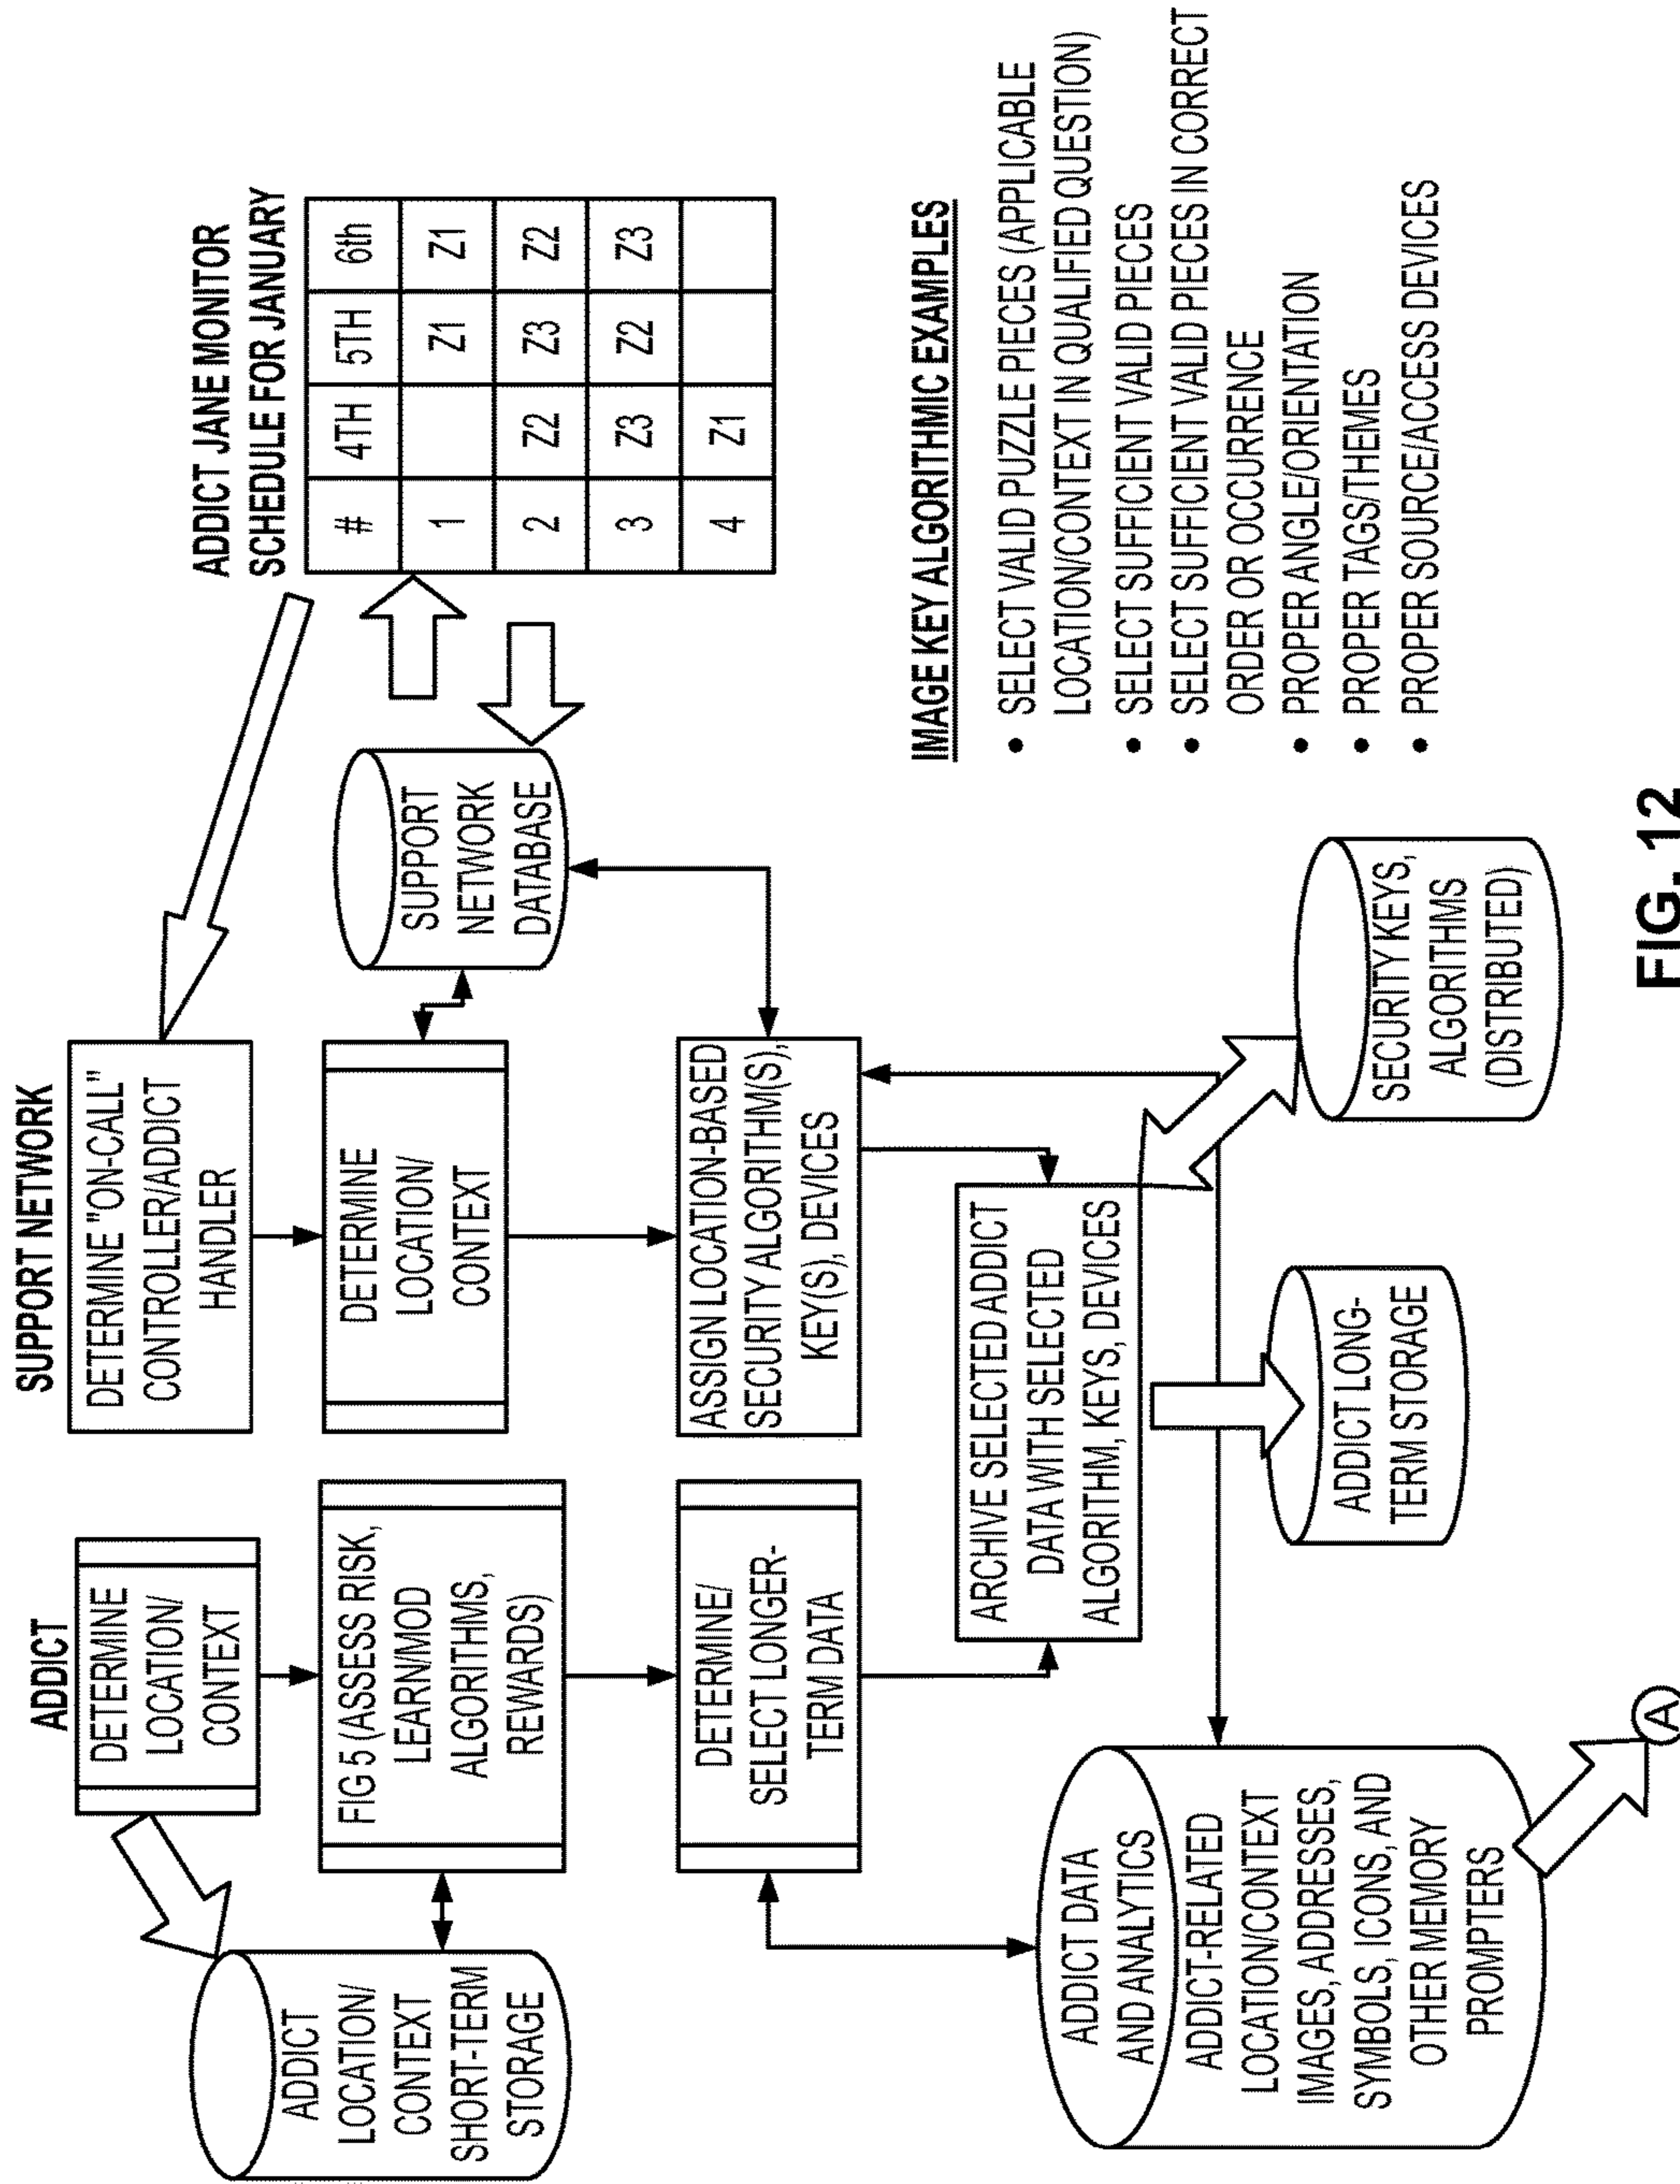 ADDICT
DETERMINE
LOCATION/
CONTEXT
ADDICT
LOCATION/
CONTEXT
SHORT-TERM
STORAGE
FIG 5 (ASSESS RISK,
LEARN/MOD
ALGORITHMS,
REWARDS)
DETERMINE/
SELECT LONGER-
TERM DATA
ADDICT DATA
AND ANALYTICS
ADDICT-RELATED
LOCATION/CONTEXT
IMAGES, ADDRESSES,
SYMBOLS, ICONS, AND
OTHER MEMORY
PROMPTERS
A
SUPPORT NETWORK
DETERMINE "ON-CALL"
CONTROLLER/ADDICT
HANDLER
DETERMINE
LOCATION/
CONTEXT
SUPPORT
NETWORK
DATABASE
ASSIGN LOCATION-BASED
SECURITY ALGORITHM(S),
KEY(S), DEVICES
ARCHIVE SELECTED ADDICT
DATA WITH SELECTED
ALGORITHM, KEYS, DEVICES
ADDICT LONG-
TERM STORAGE
SECURITY KEYS,
ALGORITHMS
(DISTRIBUTED)
ADDICT JANE MONITOR
SCHEDULE FOR JANUARY
# 4TH 5TH 6th
1 Z1 Z1
2 Z2 Z3 Z2
3 Z3 Z2 Z3
4 Z1
IMAGE KEY ALGORITHMIC EXAMPLES
• SELECT VALID PUZZLE PIECES (APPLICABLE
LOCATION/CONTEXT IN QUALIFIED QUESTION)
• SELECT SUFFICIENT VALID PIECES
• SELECT SUFFICIENT VALID PIECES IN CORRECT
ORDER OR OCCURRENCE
• PROPER ANGLE/ORIENTATION
• PROPER TAGS/THEMES
• PROPER SOURCE/ACCESS DEVICES
FIG. 12